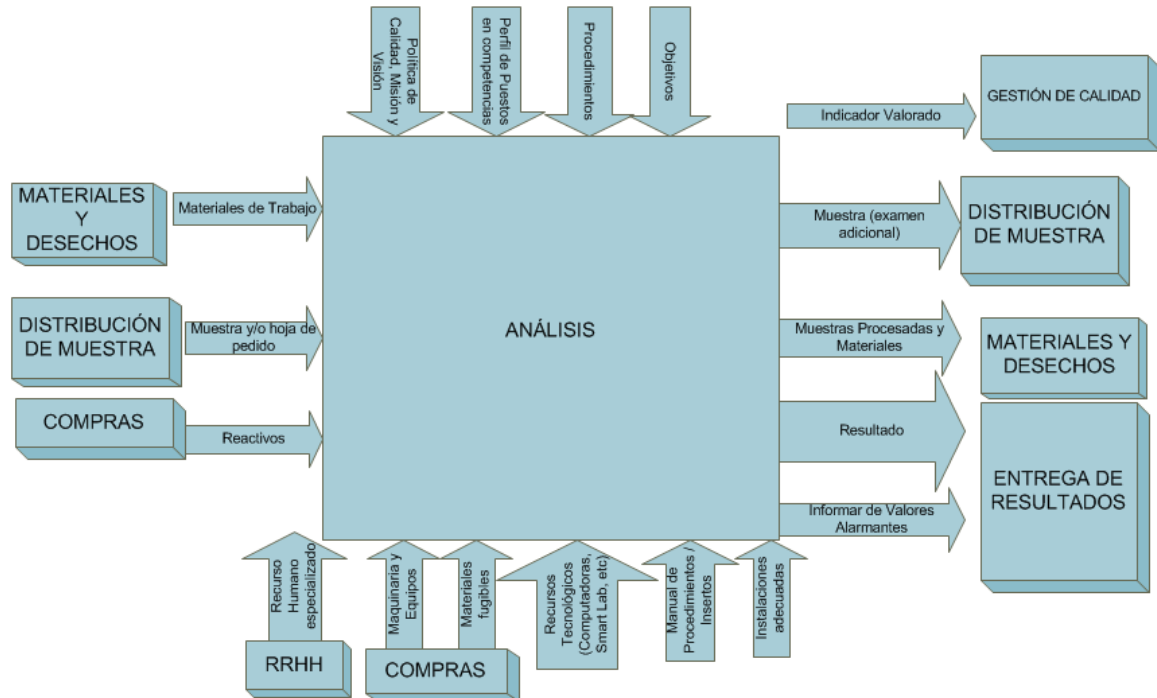 Política de
Calidad, Misión y
Visión
Perfil de Puestos
en competencias
Procedimientos
Objetivos
Indicador Valorado
GESTIÓN DE CALIDAD
MATERIALES
Y
DESECHOS
Materiales de Trabajo
Muestra (examen
adicional)
DISTRIBUCIÓN
DE MUESTRA
DISTRIBUCIÓN
DE MUESTRA
Muestra y/o hoja de
pedido
ANÁLISIS
Muestras Procesadas y
Materiales
MATERIALES Y
DESECHOS
COMPRAS
Reactivos
Resultado
ENTREGA DE
RESULTADOS
Informar de Valores
Alarmantes
Recurso
Humano
especializado
Maquinaria y
Equipos
Materiales
fugibles
Recursos
Tecnológicos
(Computadoras,
Smart Lab, etc)
Manual de
Procedimientos /
Insertos
Instalaciones
adecuadas
RRHH
COMPRAS